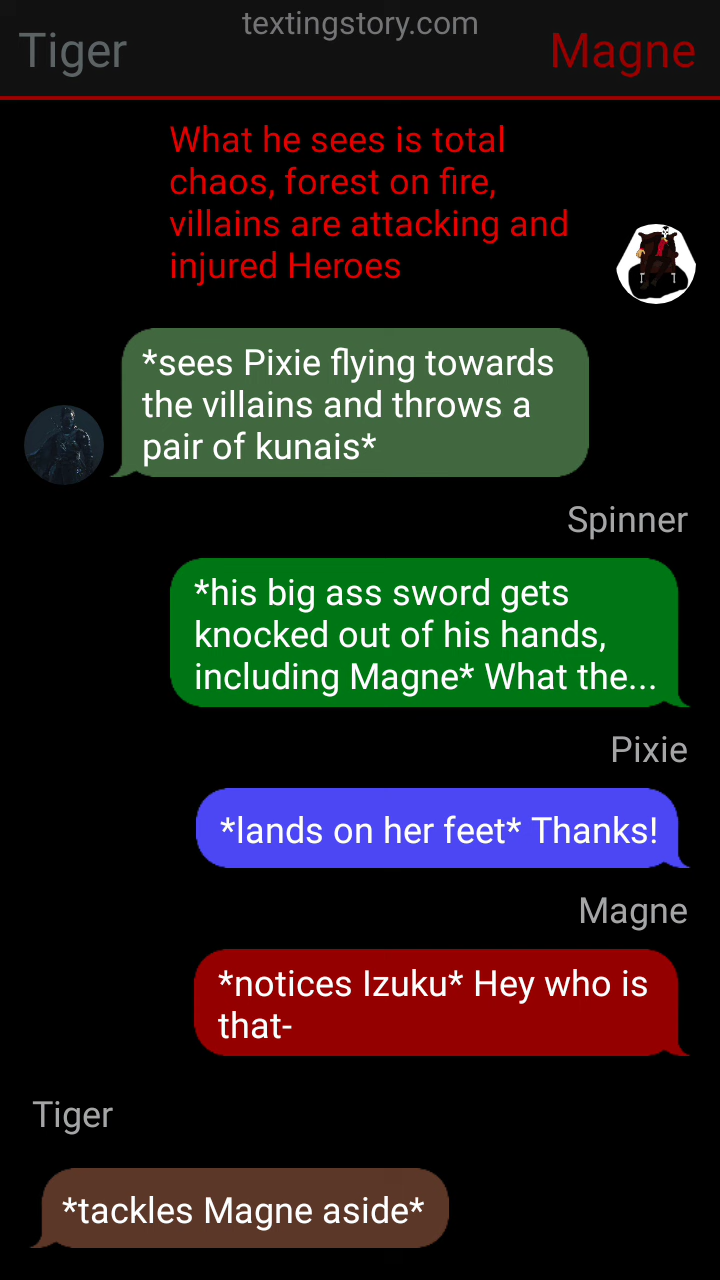 textingstory.com
Tiger
Magne
What he sees is total
chaos, forest on fire,
villains are attacking and
injured Heroes
*sees Pixie flying towards
the villains and throws a
pair of kunais*
Spinner
*his big ass sword gets
knocked out of his hands,
including Magne* What the...
Pixie
*lands on her feet* Thanks!
Magne
*notices Izuku* Hey who is
that-
Tiger
*tackles Magne aside*